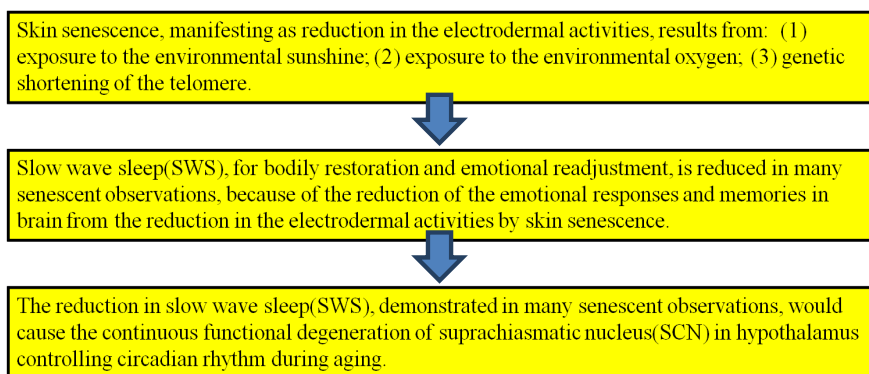 Skin senescence, manifesting as reduction in the electrodermal activities, results from:  (1)
exposure to the environmental sunshine; (2) exposure to the environmental oxygen; (3) genetic
shortening of the telomere.
Slow wave sleep(SWS), for bodily restoration and emotional readjustment, is reduced in many
senescent observations, because of the reduction of the emotional responses and memories in
brain from the reduction in the electrodermal activities by skin senescence.
The reduction in slow wave sleep(SWS), demonstrated in many senescent observations, would
cause the continuous functional degeneration of suprachiasmatic nucleus(SCN) in hypothalamus
controlling circadian rhythm during aging.